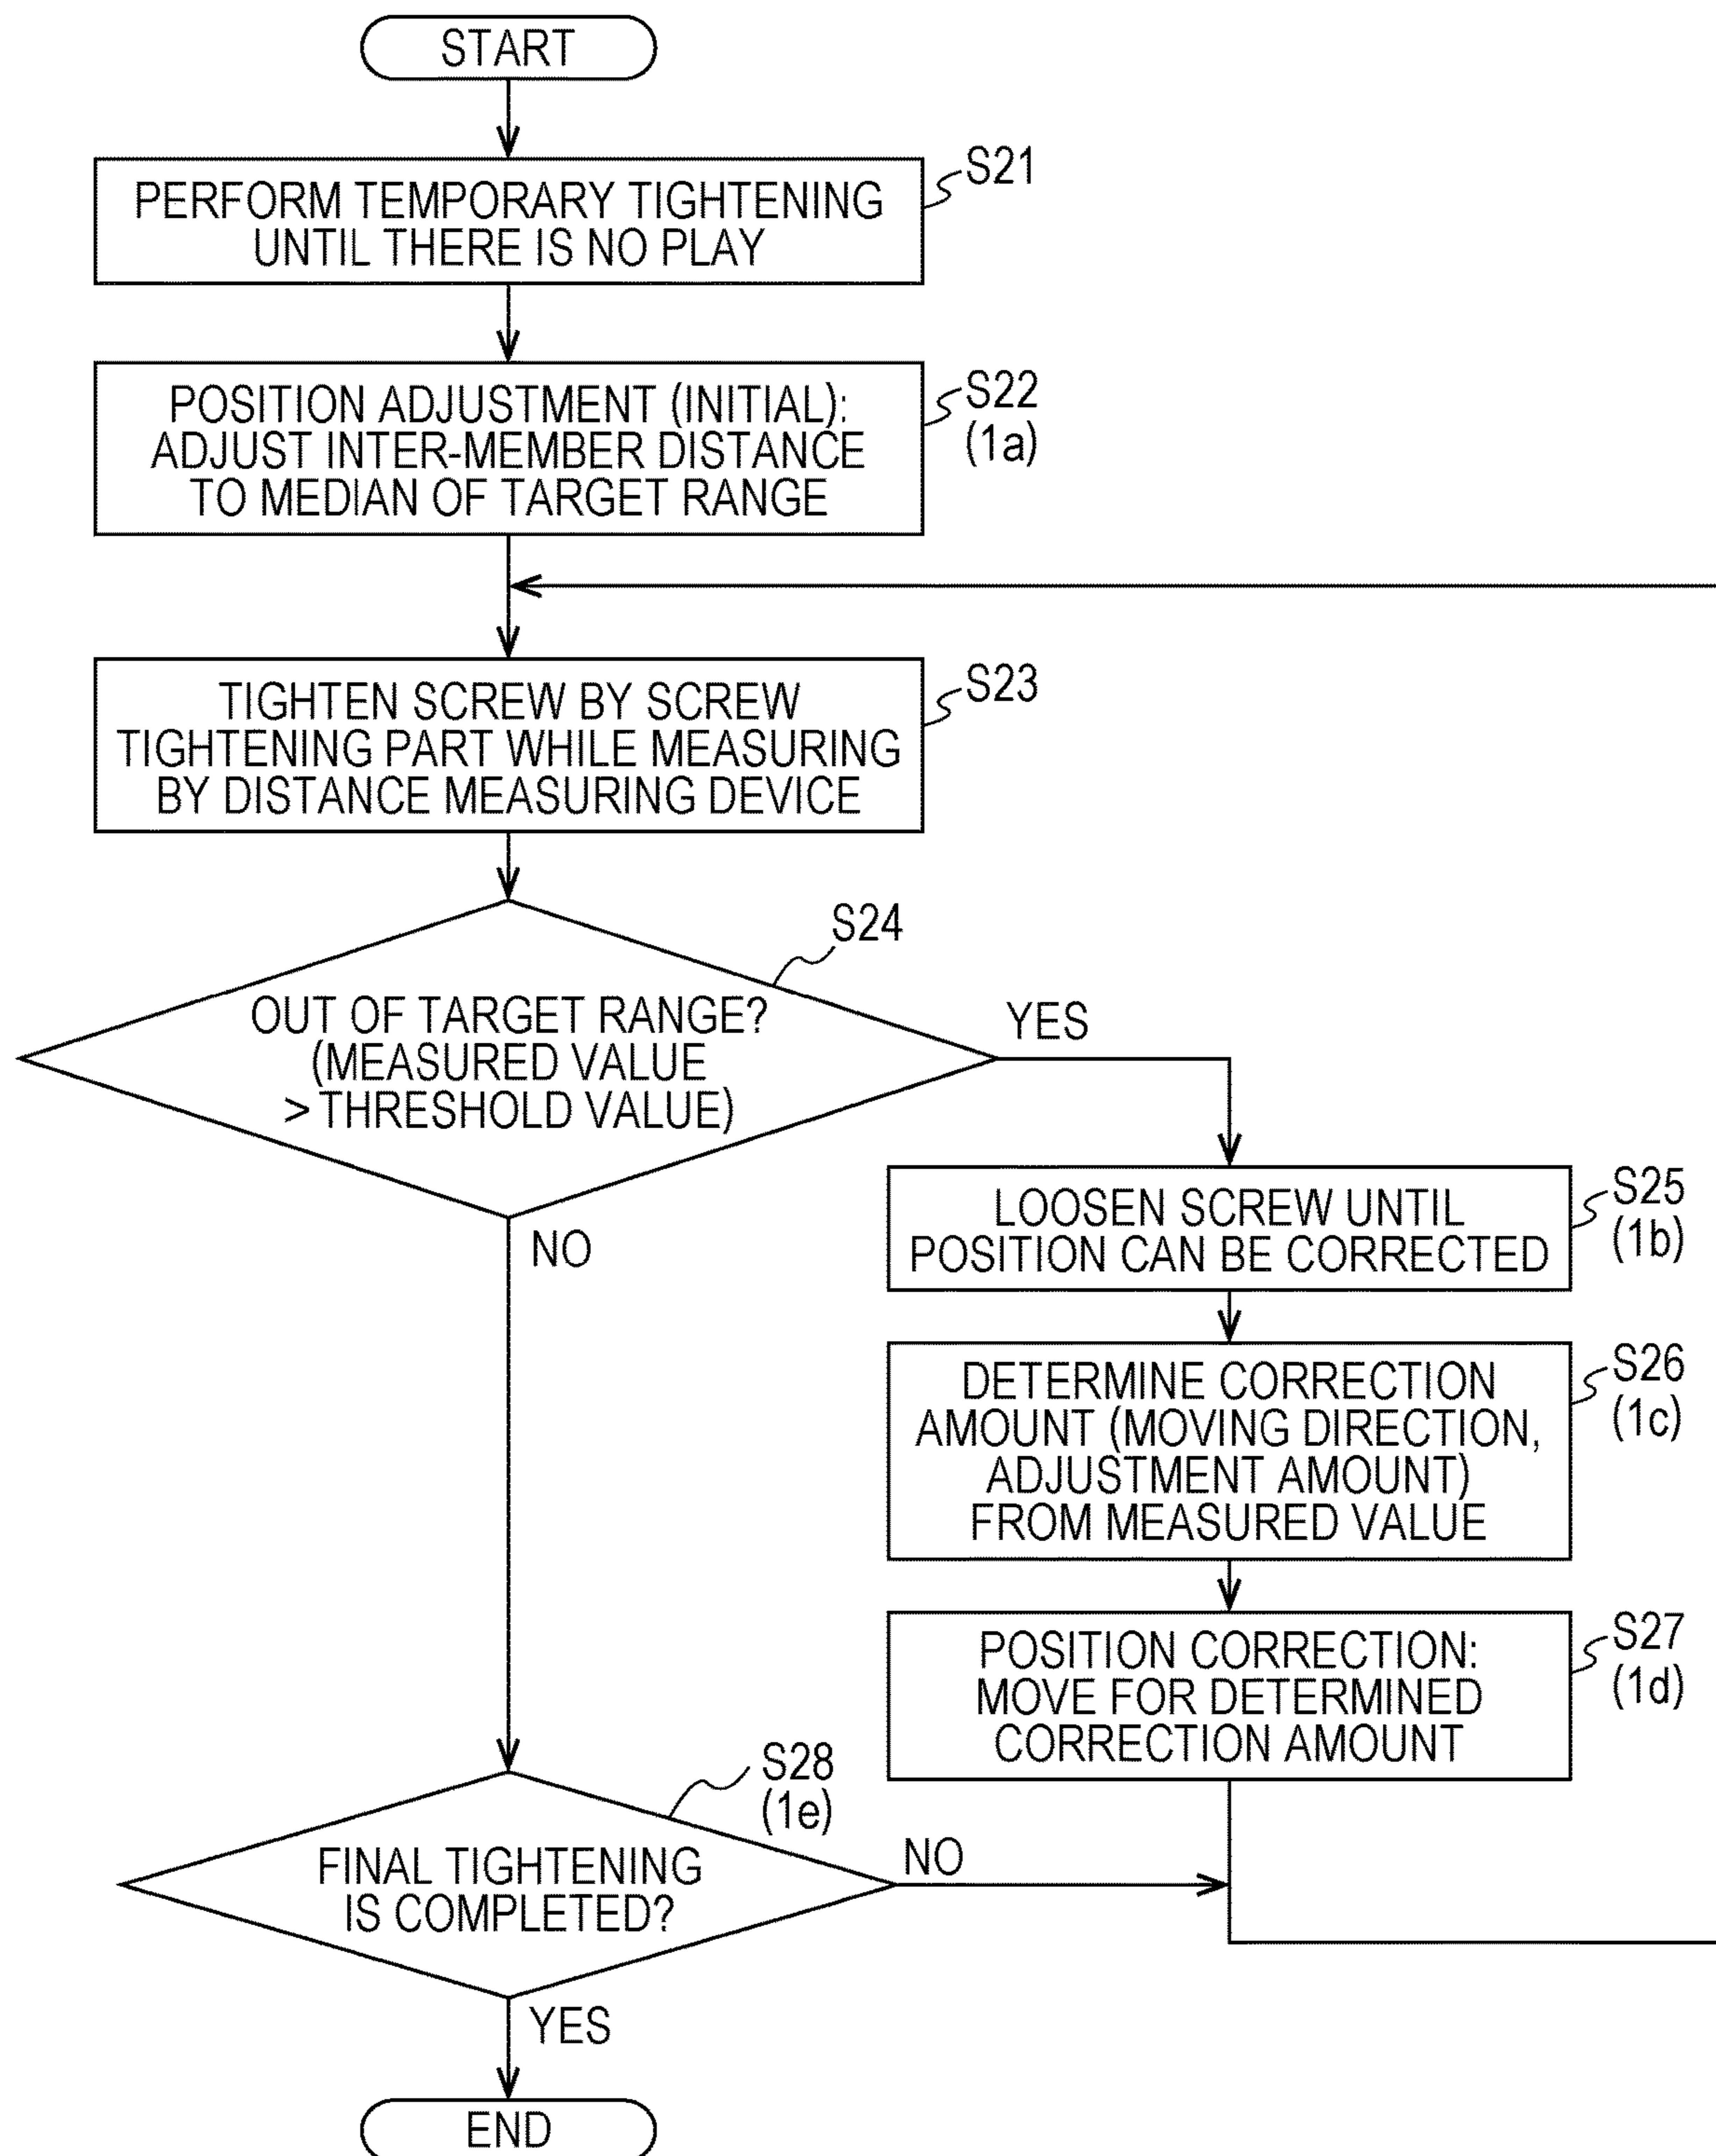 START
PERFORM TEMPORARY TIGHTENING
UNTIL THERE IS NO PLAY
S21
POSITION ADJUSTMENT (INITIAL):
ADJUST INTER-MEMBER DISTANCE
TO MEDIAN OF TARGET RANGE
S22
(1a)
TIGHTEN SCREW BY SCREW
TIGHTENING PART WHILE MEASURING
BY DISTANCE MEASURING DEVICE
S23
OUT OF TARGET RANGE?
(MEASURED VALUE
> THRESHOLD VALUE)
S24
YES
NO
LOOSEN SCREW UNTIL
POSITION CAN BE CORRECTED
S25
(1b)
DETERMINE CORRECTION
AMOUNT (MOVING DIRECTION,
ADJUSTMENT AMOUNT)
FROM MEASURED VALUE
S26
(1c)
POSITION CORRECTION:
MOVE FOR DETERMINED
CORRECTION AMOUNT
S27
(1d)
FINAL TIGHTENING
IS COMPLETED?
S28
(1e)
NO
YES
END